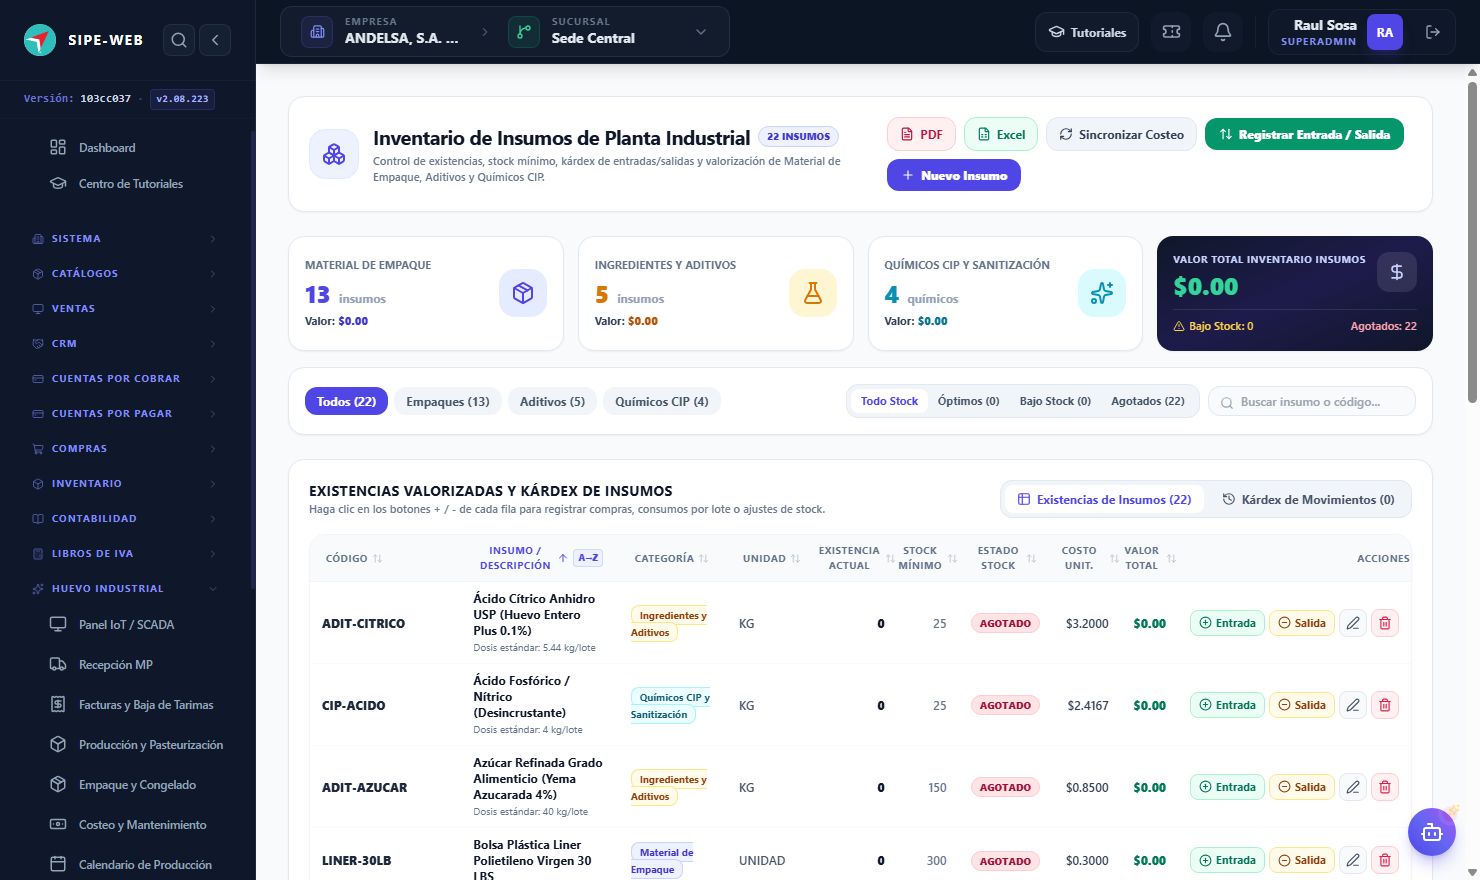 SIPE-WEB
Versión: 103cc037 · v2.08.223
Dashboard
Centro de Tutoriales
SISTEMA
CATÁLOGOS
VENTAS
CRM
CUENTAS POR COBRAR
CUENTAS POR PAGAR
COMPRAS
INVENTARIO
CONTABILIDAD
LIBROS DE IVA
HUEVO INDUSTRIAL
Panel IoT / SCADA
Recepción MP
Facturas y Baja de Tarimas
Producción y Pasteurización
Empaque y Congelado
Costeo y Mantenimiento
Calendario de Producción
EMPRESA
ANDELSA, S.A. ...
SUCURSAL
Sede Central
Tutoriales
Raul Sosa
SUPERADMIN
RA
Inventario de Insumos de Planta Industrial
22 INSUMOS
Control de existencias, stock mínimo, kárdex de entradas/salidas y valorización de Material de
Empaque, Aditivos y Químicos CIP.
PDF
Excel
Sincronizar Costeo
Registrar Entrada / Salida
Nuevo Insumo
MATERIAL DE EMPAQUE
13 insumos
Valor: $0.00
INGREDIENTES Y ADITIVOS
5 insumos
Valor: $0.00
QUÍMICOS CIP Y SANITIZACIÓN
4 químicos
Valor: $0.00
VALOR TOTAL INVENTARIO INSUMOS
$0.00
$
Bajo Stock: 0
Agotados: 22
Todos (22)
Empaques (13)
Aditivos (5)
Químicos CIP (4)
Todo Stock
Óptimos (0)
Bajo Stock (0)
Agotados (22)
Buscar insumo o código...
EXISTENCIAS VALORIZADAS Y KÁRDEX DE INSUMOS
Haga clic en los botones + / - de cada fila para registrar compras, consumos por lote o ajustes de stock.
Existencias de Insumos (22)
Kárdex de Movimientos (0)
CÓDIGO
INSUMO /
DESCRIPCIÓN
A→Z
CATEGORÍA
UNIDAD
EXISTENCIA
ACTUAL
STOCK
MÍNIMO
ESTADO
STOCK
COSTO
UNIT.
VALOR
TOTAL
ACCIONES
ADIT-CITRICO
Ácido Cítrico Anhidro
USP (Huevo Entero
Plus 0.1%)
Dosis estándar: 5.44 kg/lote
Ingredientes y
Aditivos
KG
0
25
AGOTADO
$3.2000
$0.00
Entrada
Salida
CIP-ACIDO
Ácido Fosfórico /
Nítrico
(Desincrustante)
Dosis estándar: 4 kg/lote
Químicos CIP y
Sanitización
KG
0
25
AGOTADO
$2.4167
$0.00
Entrada
Salida
ADIT-AZUCAR
Azúcar Refinada Grado
Alimenticio (Yema
Azucarada 4%)
Dosis estándar: 40 kg/lote
Ingredientes y
Aditivos
KG
0
150
AGOTADO
$0.8500
$0.00
Entrada
Salida
LINER-30LB
Bolsa Plástica Liner
Polietileno Virgen 30
LBS
Material de
Empaque
UNIDAD
0
300
AGOTADO
$0.3000
$0.00
Entrada
Salida